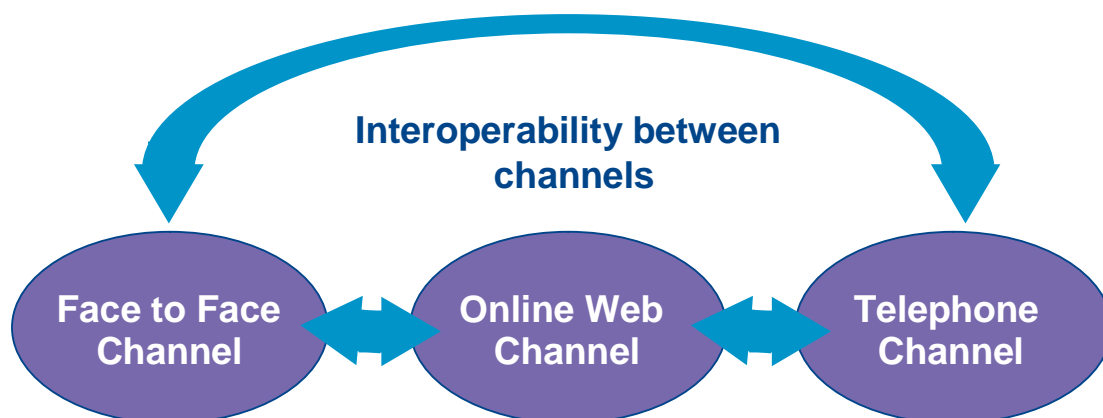 Interoperability between
channels
Face to Face
Channel
Online Web
Channel
Telephone
Channel